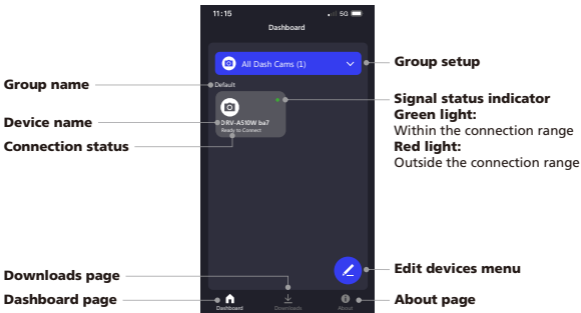 11:15
5G
Dashboard
All Dash Cams (1)
Group setup
Group name
Default
Signal status indicator
Green light:
Within the connection range
Red light:
Outside the connection range
Device name
DRV-A510W ba7
Connection status
Ready to Connect
Edit devices menu
Downloads page
Dashboard page
Dashboard
Downloads
About
About page